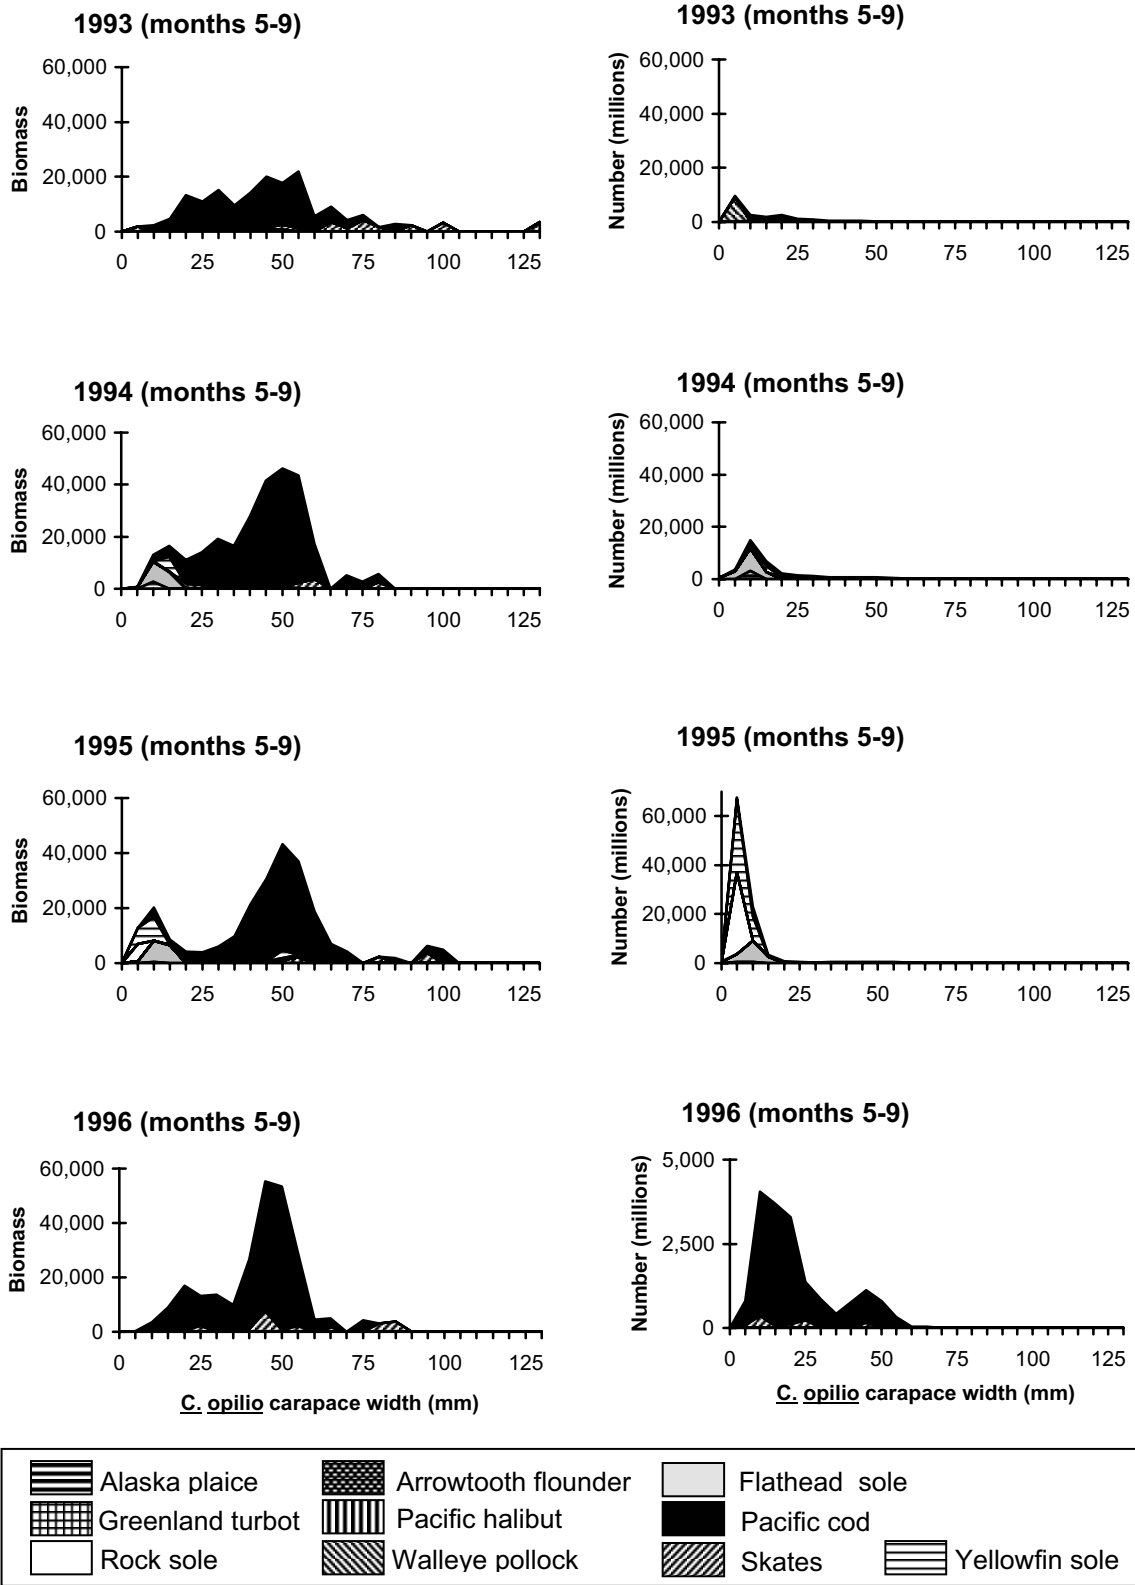 1993 (months 5-9)
Biomass
60,000
40,000
20,000
0
0 25 50 75 100 125
1993 (months 5-9)
Number (millions)
60,000
40,000
20,000
0
0 25 50 75 100 125
1994 (months 5-9)
Biomass
60,000
40,000
20,000
0
0 25 50 75 100 125
1994 (months 5-9)
Number (millions)
60,000
40,000
20,000
0
0 25 50 75 100 125
1995 (months 5-9)
Biomass
60,000
40,000
20,000
0
0 25 50 75 100 125
1995 (months 5-9)
Number (millions)
60,000
40,000
20,000
0
0 25 50 75 100 125
1996 (months 5-9)
Biomass
60,000
40,000
20,000
0
0 25 50 75 100 125
C. opilio carapace width (mm)
1996 (months 5-9)
Number (millions)
5,000
2,500
0
0 25 50 75 100 125
C. opilio carapace width (mm)
Alaska plaice Arrowtooth flounder Flathead sole
Greenland turbot Pacific halibut Pacific cod
Rock sole Walleye pollock Skates Yellowfin sole